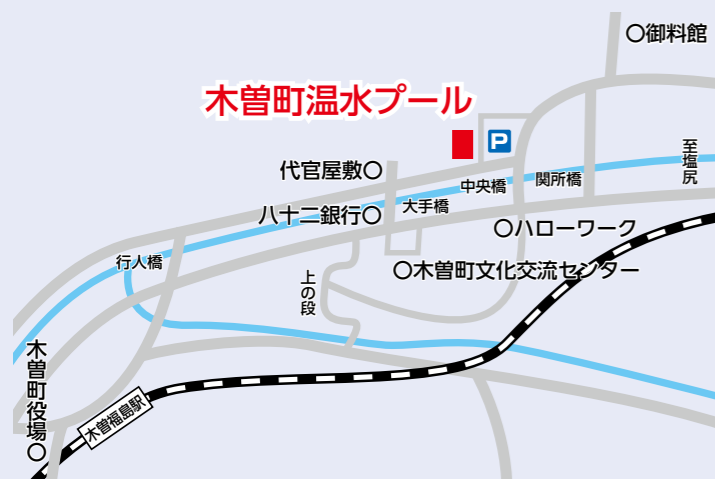 御料館
木曽町温水プール
P
至塩尻
代官屋敷
中央橋
関所橋
八十二銀行
大手橋
ハローワーク
行人橋
上の段
木曽町文化交流センター
木曽町役場
木曽福島駅